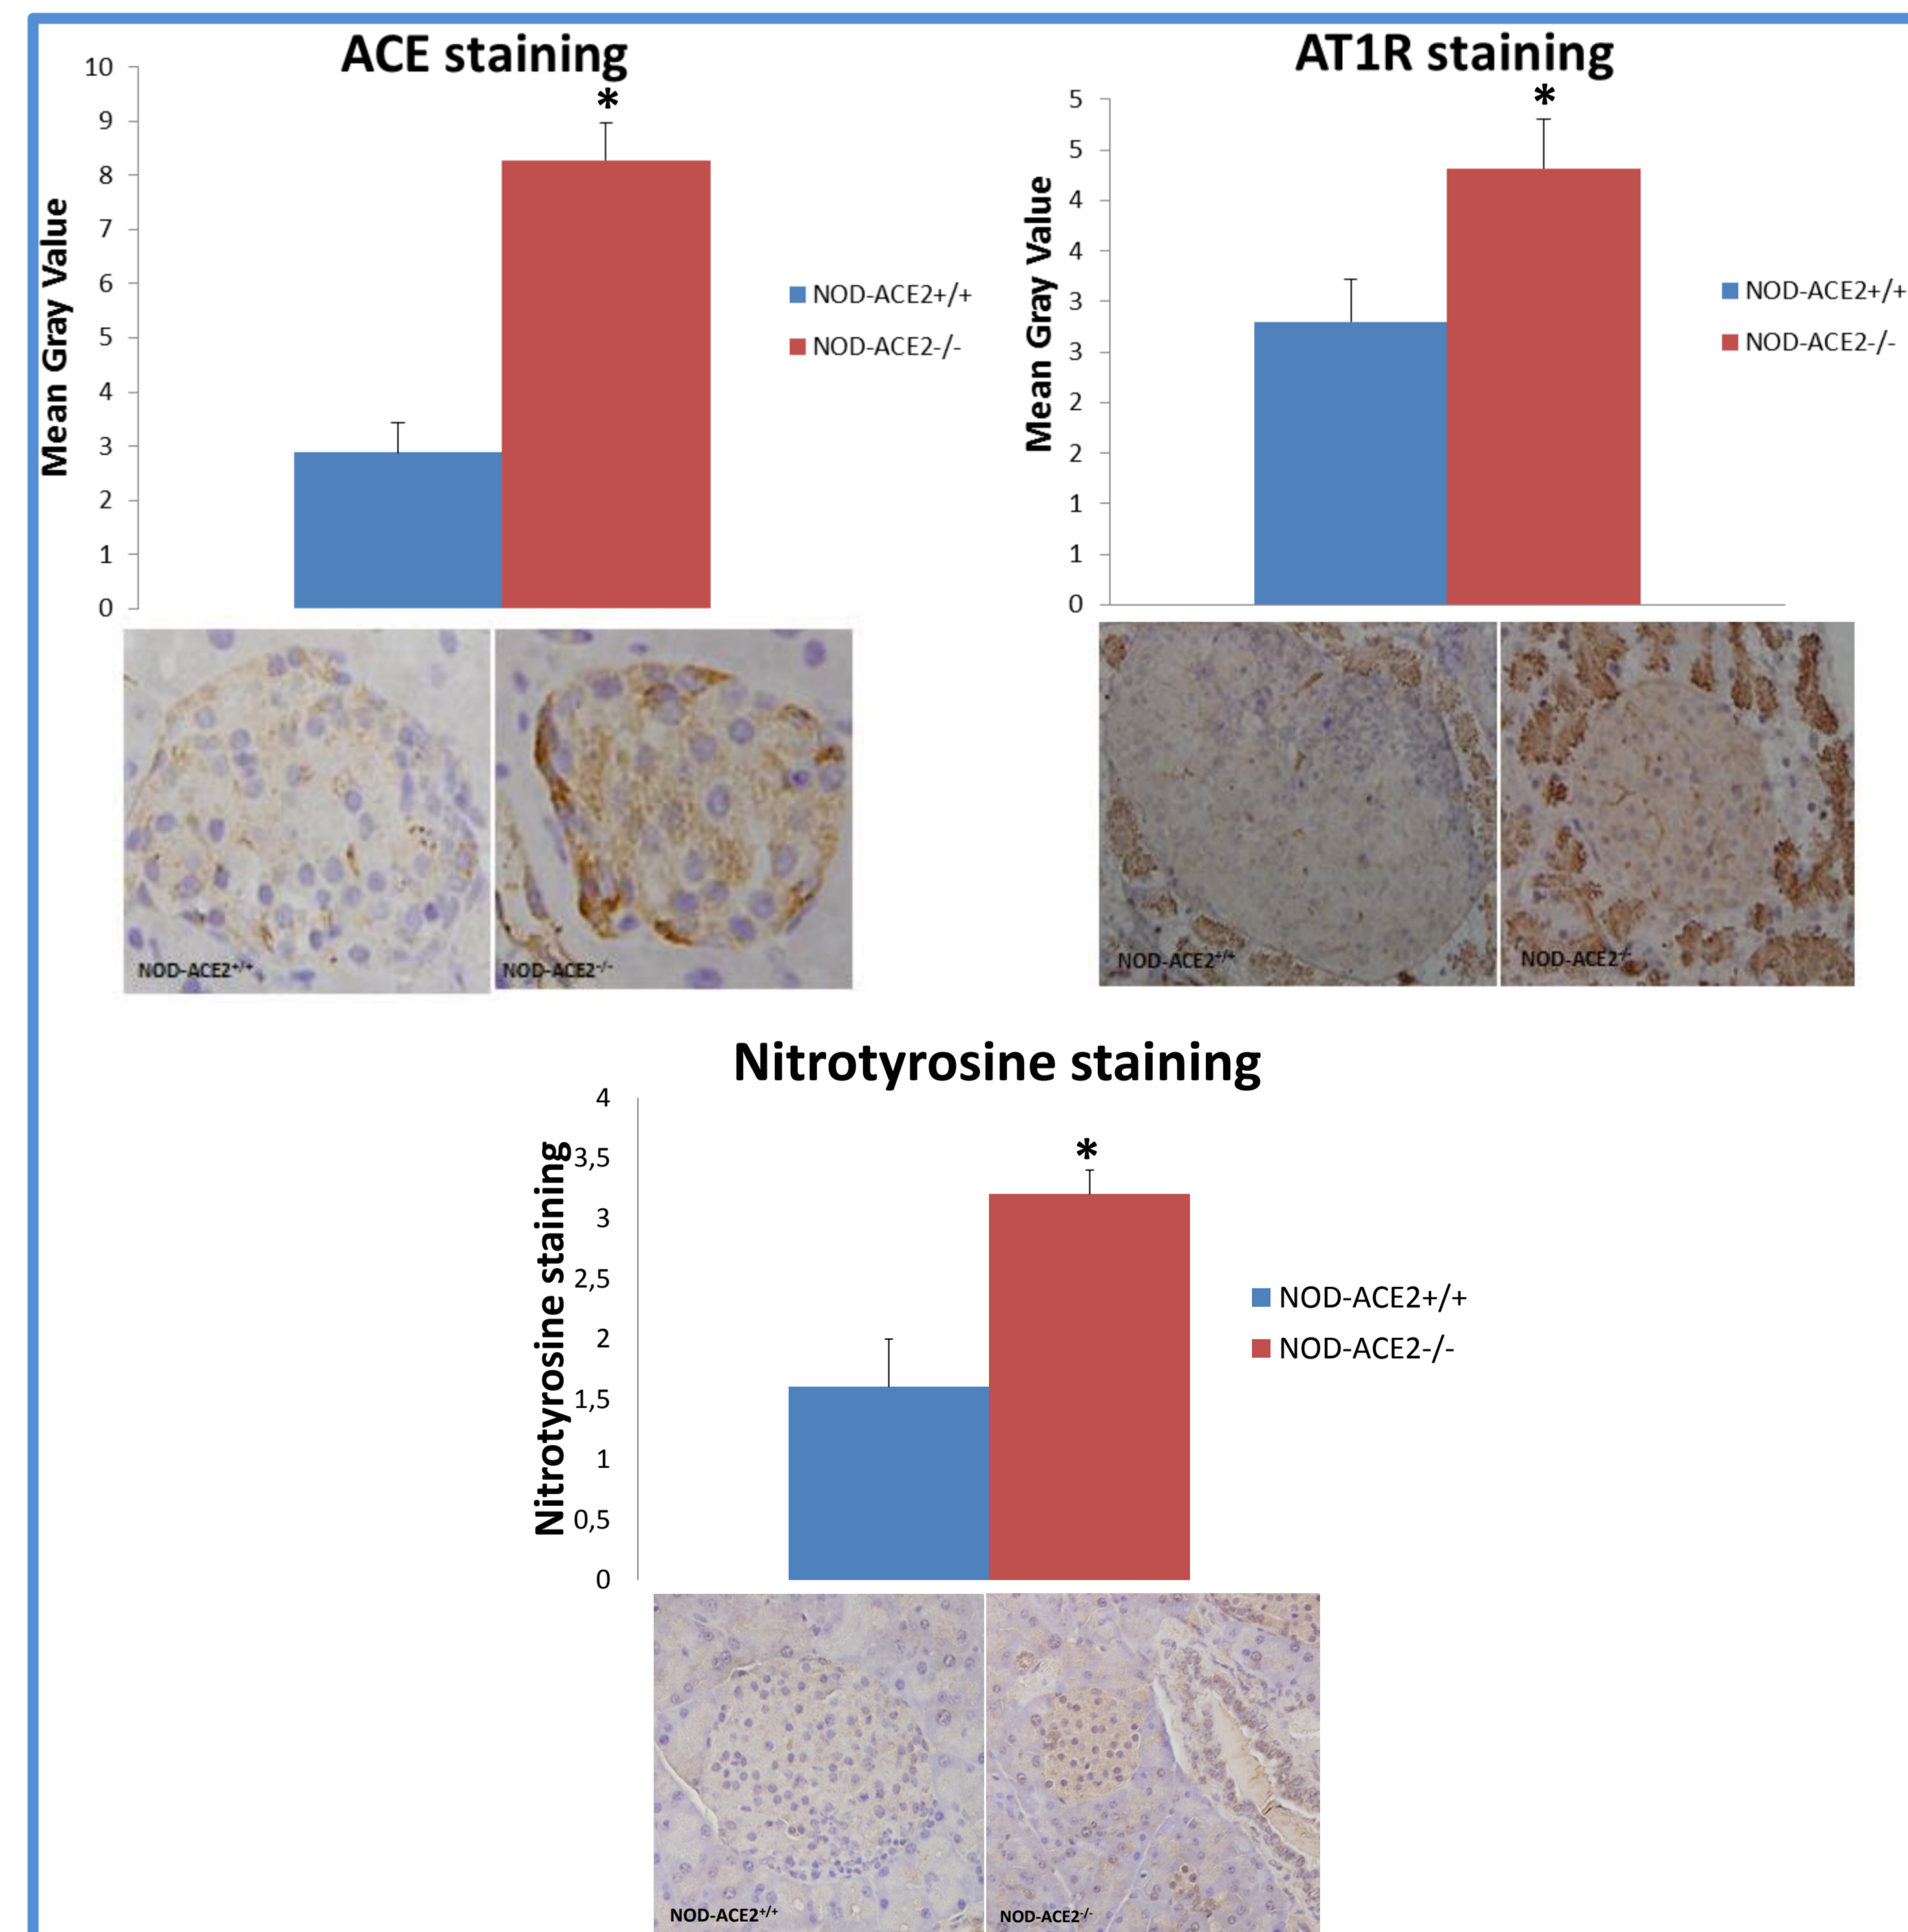 ACE staining
*
10
9
8
7
6
5
4
3
2
1
0
Mean Gray Value
NOD-ACE2+/+
NOD-ACE2-/-
NOD-ACE2+/+
NOD-ACE2-/-
AT1R staining
*
5
5
4
4
3
3
2
2
1
1
0
Mean Gray Value
NOD-ACE2+/+
NOD-ACE2-/-
NOD-ACE2+/+
NOD-ACE2-/-
Nitrotyrosine staining
*
4
3,5
3
2,5
2
1,5
1
0,5
0
Nitrotyrosine staining
NOD-ACE2+/+
NOD-ACE2-/-
NOD-ACE2+/+
NOD-ACE2-/-